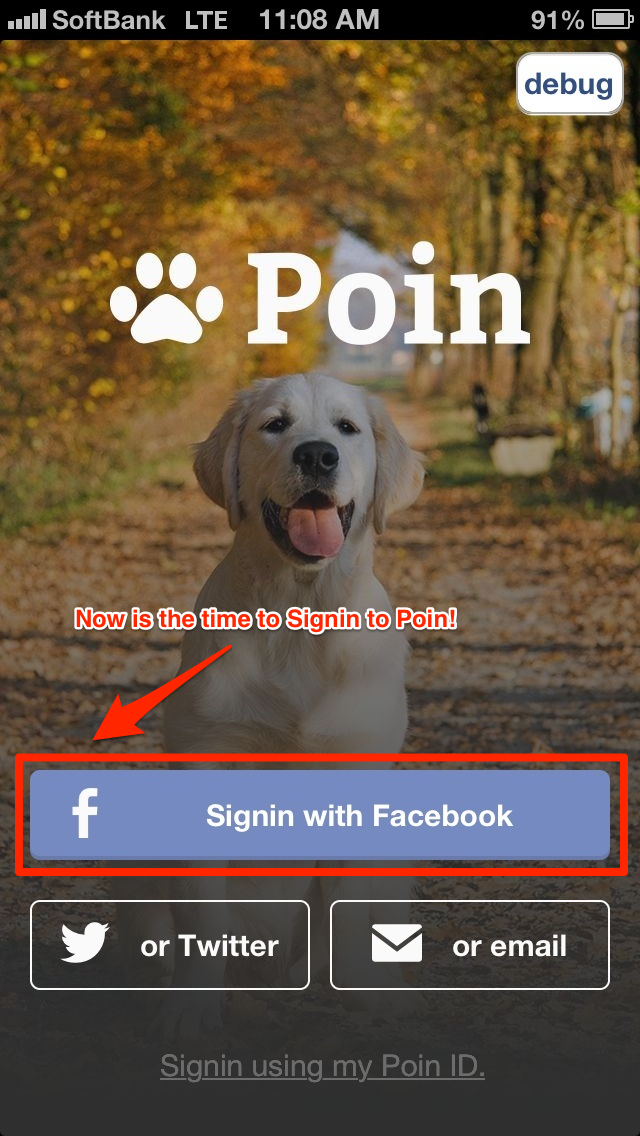 SoftBank LTE 11:08 AM 91%
debug
Poin
Now is the time to Signin to Poin!
f Signin with Facebook
or Twitter
or email
Signin using my Poin ID.